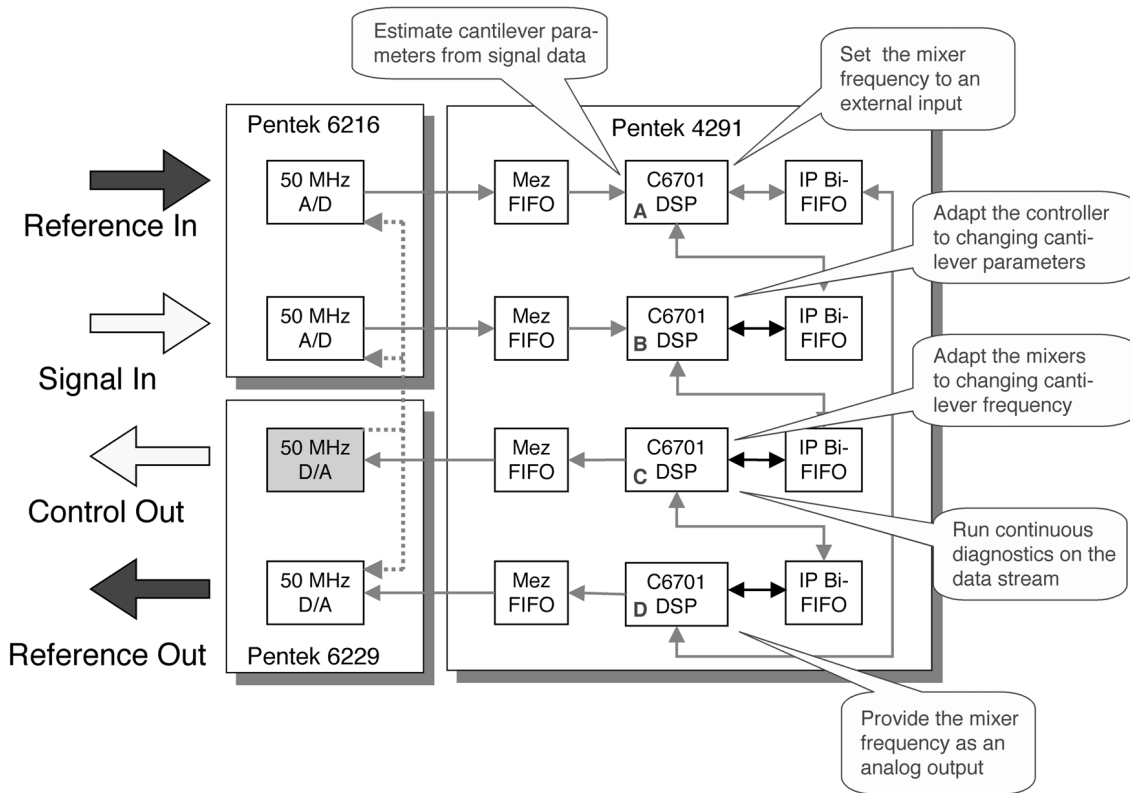 Estimate cantilever para-
meters from signal data
Set the mixer
frequency to an
external input
Pentek 6216
Pentek 4291
50 MHz
A/D
Mez
FIFO
C6701
DSP
A
IP Bi-
FIFO
Reference In
Adapt the controller
to changing canti-
lever parameters
50 MHz
A/D
Mez
FIFO
C6701
DSP
B
IP Bi-
FIFO
Signal In
Adapt the mixers
to changing canti-
lever frequency
50 MHz
D/A
Mez
FIFO
C6701
DSP
C
IP Bi-
FIFO
Control Out
Run continuous
diagnostics on the
data stream
50 MHz
D/A
Mez
FIFO
C6701
DSP
D
IP Bi-
FIFO
Reference Out
Pentek 6229
Provide the mixer
frequency as an
analog output